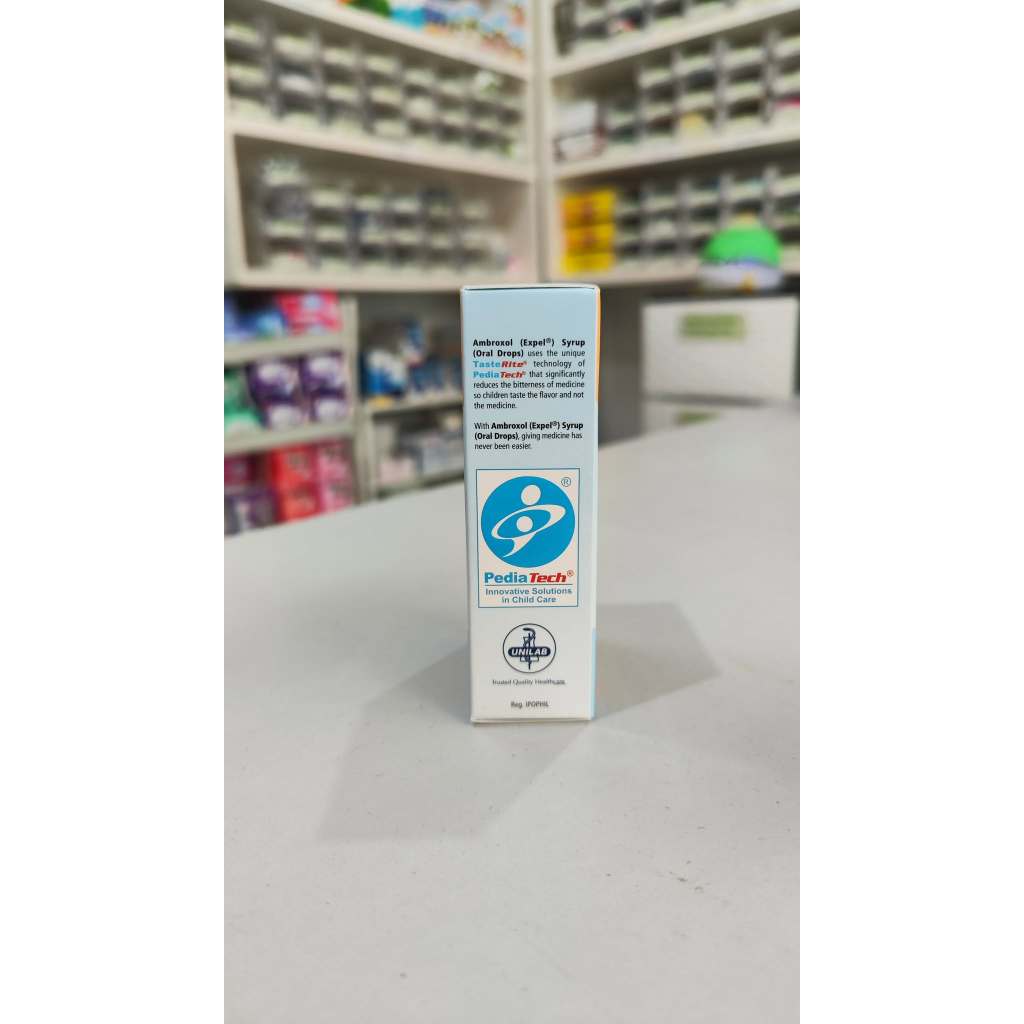 Ambroxol (Expel®) Syrup
(Oral Drops) uses the unique
TasteRite® technology of
PediaTech® that significantly
reduces the bitterness of medicine
so children taste the flavor and not
the medicine.
With Ambroxol (Expel®) Syrup
(Oral Drops), giving medicine has
never been easier.
®
PediaTech®
Innovative Solutions
in Child Care
UNILAB
Trusted Quality Healthcare
Reg. IPOPHIL